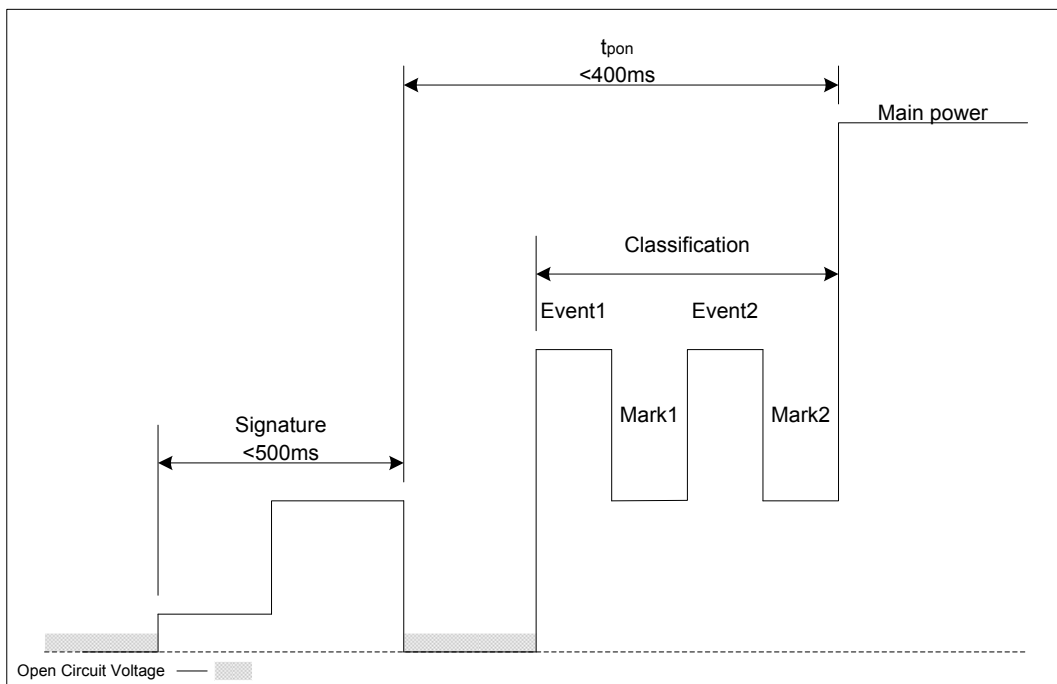 tpon
<400ms
Main power
Classification
Event1 Event2
Mark1 Mark2
Signature
<500ms
Open Circuit Voltage